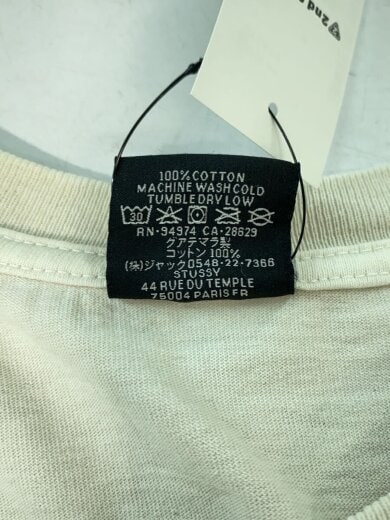 2nd
100% COTTON
MACHINE WASH COLD
TUMBLE DRY LOW
30
RN-94974 CA-28629
グアテマラ製
コットン 100%
(株)ジャック0548-22-7366
STUSSY
44 RUE DU TEMPLE
75004 PARIS FR